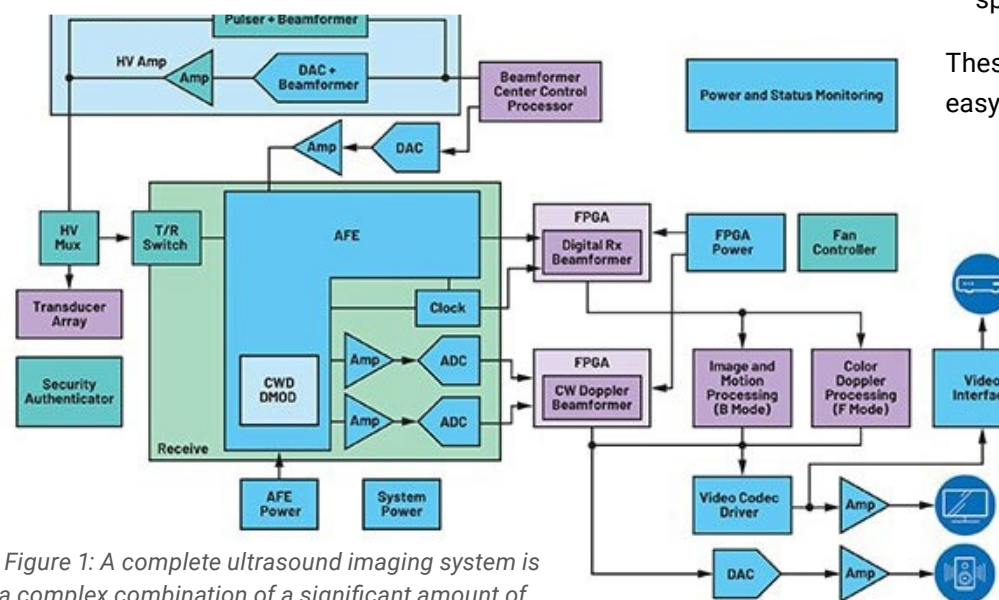 sp
Pulser + Beamformer
Thes
easy
HV Amp
Amp
DAC +
Beamformer
Beamformer
Center Control
Processor
Power and Status Monitoring
Amp
DAC
HV
Mux
T/R
Switch
AFE
FPGA
Digital Rx
Beamformer
FPGA
Power
Fan
Controller
Transducer
Array
Clock
Security
Authenticator
CWD
DMOD
Amp
ADC
Amp
ADC
FPGA
CW Doppler
Beamformer
Image and
Motion
Processing
(B Mode)
Color
Doppler
Processing
(F Mode)
Video
Interfac
Receive
AFE
Power
System
Power
Video Codec
Driver
Amp
DAC
Amp
Figure 1: A complete ultrasound imaging system is
a complex combination of a significant amount of